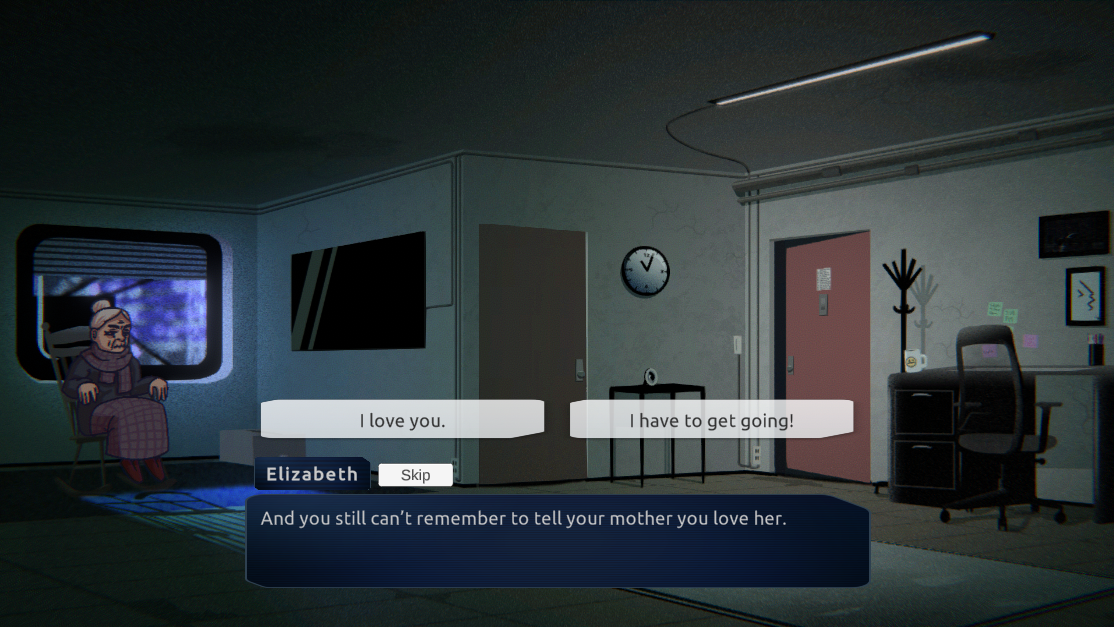 I love you.
I have to get going!
Elizabeth
Skip
And you still can't remember to tell your mother you love her.